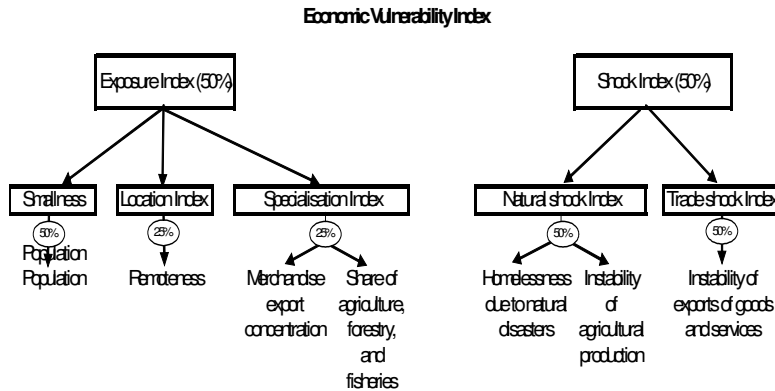 Economic Vulnerability Index
Exposure Index (50%)
Shock Index (50%)
Smallness
Location Index
Specialisation Index
Natural shock Index
Trade shock Index
50%
25%
25%
50%
50%
Population
Population
Remoteness
Merchandise
export
concentration
Share of
agriculture,
forestry,
and
fisheries
Homelessness
due to natural
disasters
Instability
of
agricultural
production
Instability of
exports of goods
and services